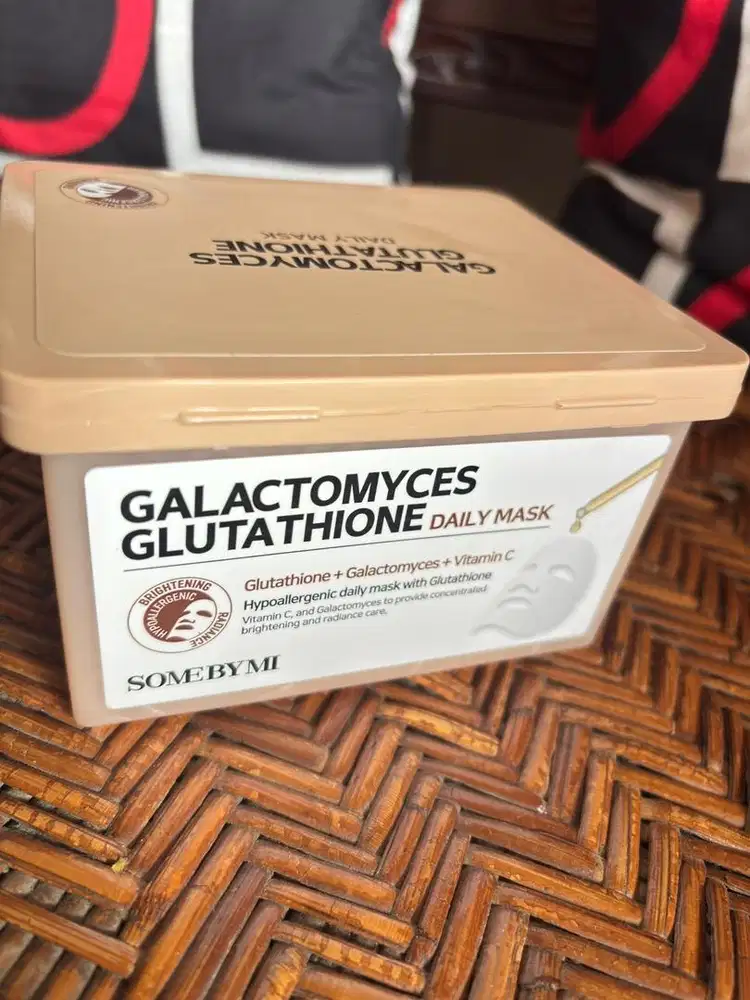 GALACTOMYCES
GLUTATHIONE
DAILY MASK
GALACTOMYCES
GLUTATHIONE DAILY MASK
Glutathione + Galactomyces + Vitamin C
Hypoallergenic daily mask with Glutathione
Vitamin C, and Galactomyces to provide concentrated
brightening and radiance care.
BRIGHTENING
HYPOALLERGENIC
RADIANCE
SOME BY MI